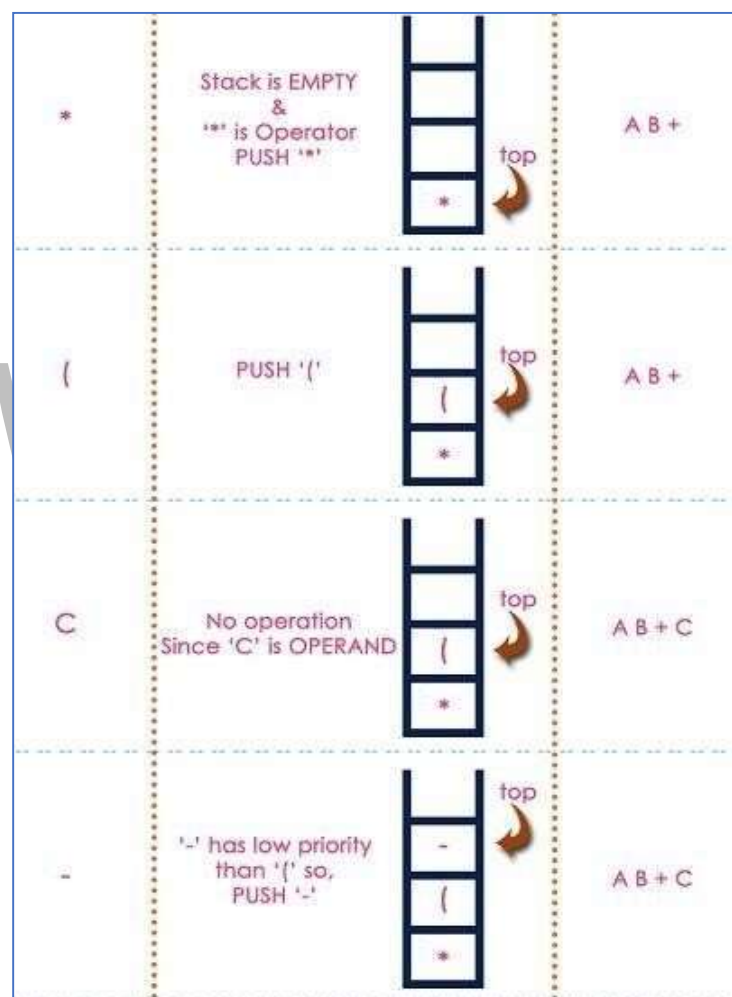 *
Stack is EMPTY
&
‘*’ is Operator
PUSH ‘*’
top
*
A B +
(
PUSH ‘(’
top
(
*
A B +
C
No operation
Since ‘C’ is OPERAND
top
(
*
A B + C
-
‘-’ has low priority
than ‘(’ so,
PUSH ‘-’
top
-
(
*
A B + C